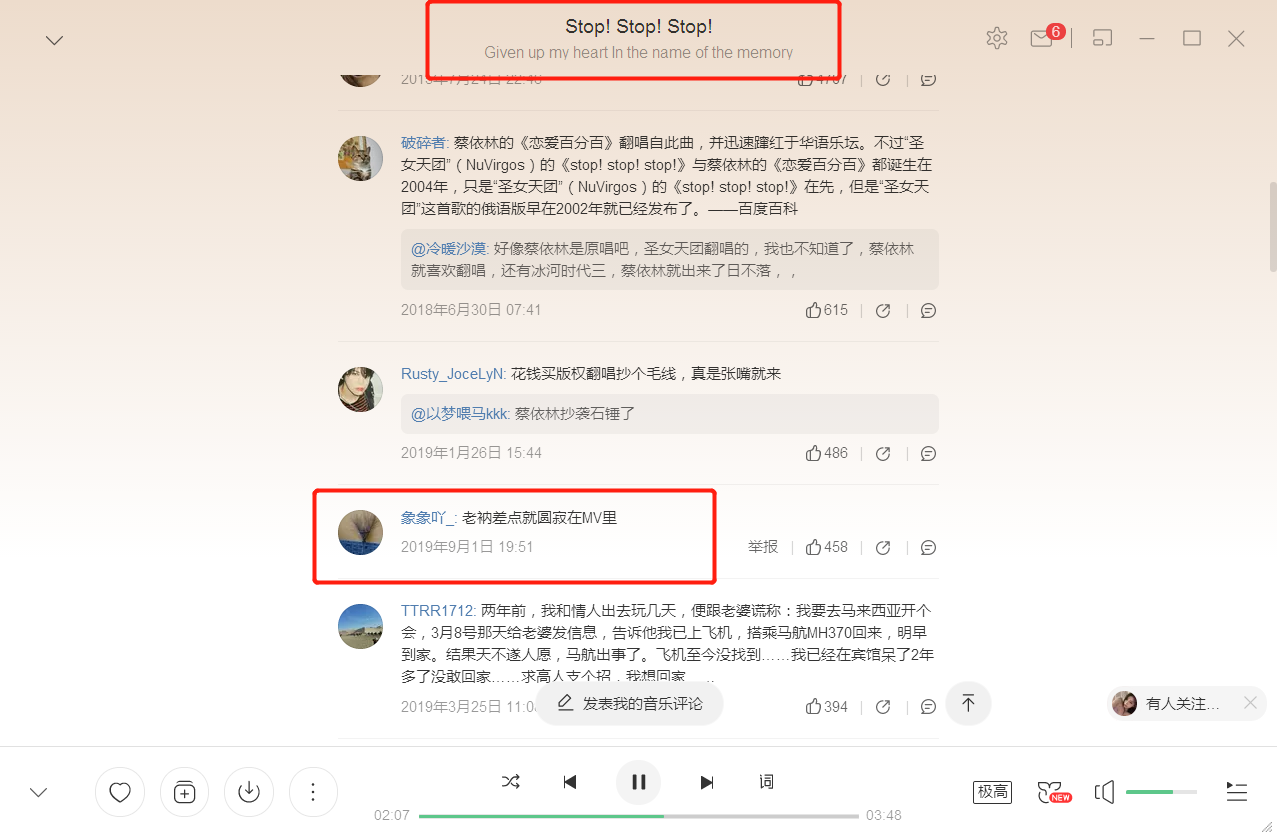 Stop! Stop! Stop!
Given up my heart In the name of the memory
6
2019年7月24日 22:46
4767
破碎者: 蔡依林的《恋爱百分百》翻唱自此曲，并迅速蹿红于华语乐坛。不过“圣
女天团”（NuVirgos）的《stop! stop! stop!》与蔡依林的《恋爱百分百》都诞生在
2004年，只是“圣女天团”（NuVirgos）的《stop! stop! stop!》在先，但是“圣女天
团”这首歌的俄语版早在2002年就已经发布了。——百度百科
@冷暖沙漠: 好像蔡依林是原唱吧，圣女天团翻唱的，我也不知道了，蔡依林
就喜欢翻唱，还有冰河时代三，蔡依林就出来了日不落，，
2018年6月30日 07:41
615
Rusty_JoceLyN: 花钱买版权翻唱抄个毛线，真是张嘴就来
@以梦喂马kkk: 蔡依林抄袭石锤了
2019年1月26日 15:44
486
象象吖_: 老衲差点就圆寂在MV里
2019年9月1日 19:51
举报
458
TTRR1712: 两年前，我和情人出去玩几天，便跟老婆谎称：我要去马来西亚开个
会，3月8号那天给老婆发信息，告诉他我已上飞机，搭乘马航MH370回来，明早
到家。结果天不遂人愿，马航出事了。飞机至今没找到……我已经在宾馆呆了2年
多了没敢回家……求高人支个招，我想回家……
2019年3月25日 11:0
394
发表我的音乐评论
有人关注...
词
02:07
03:48
极高
NEW